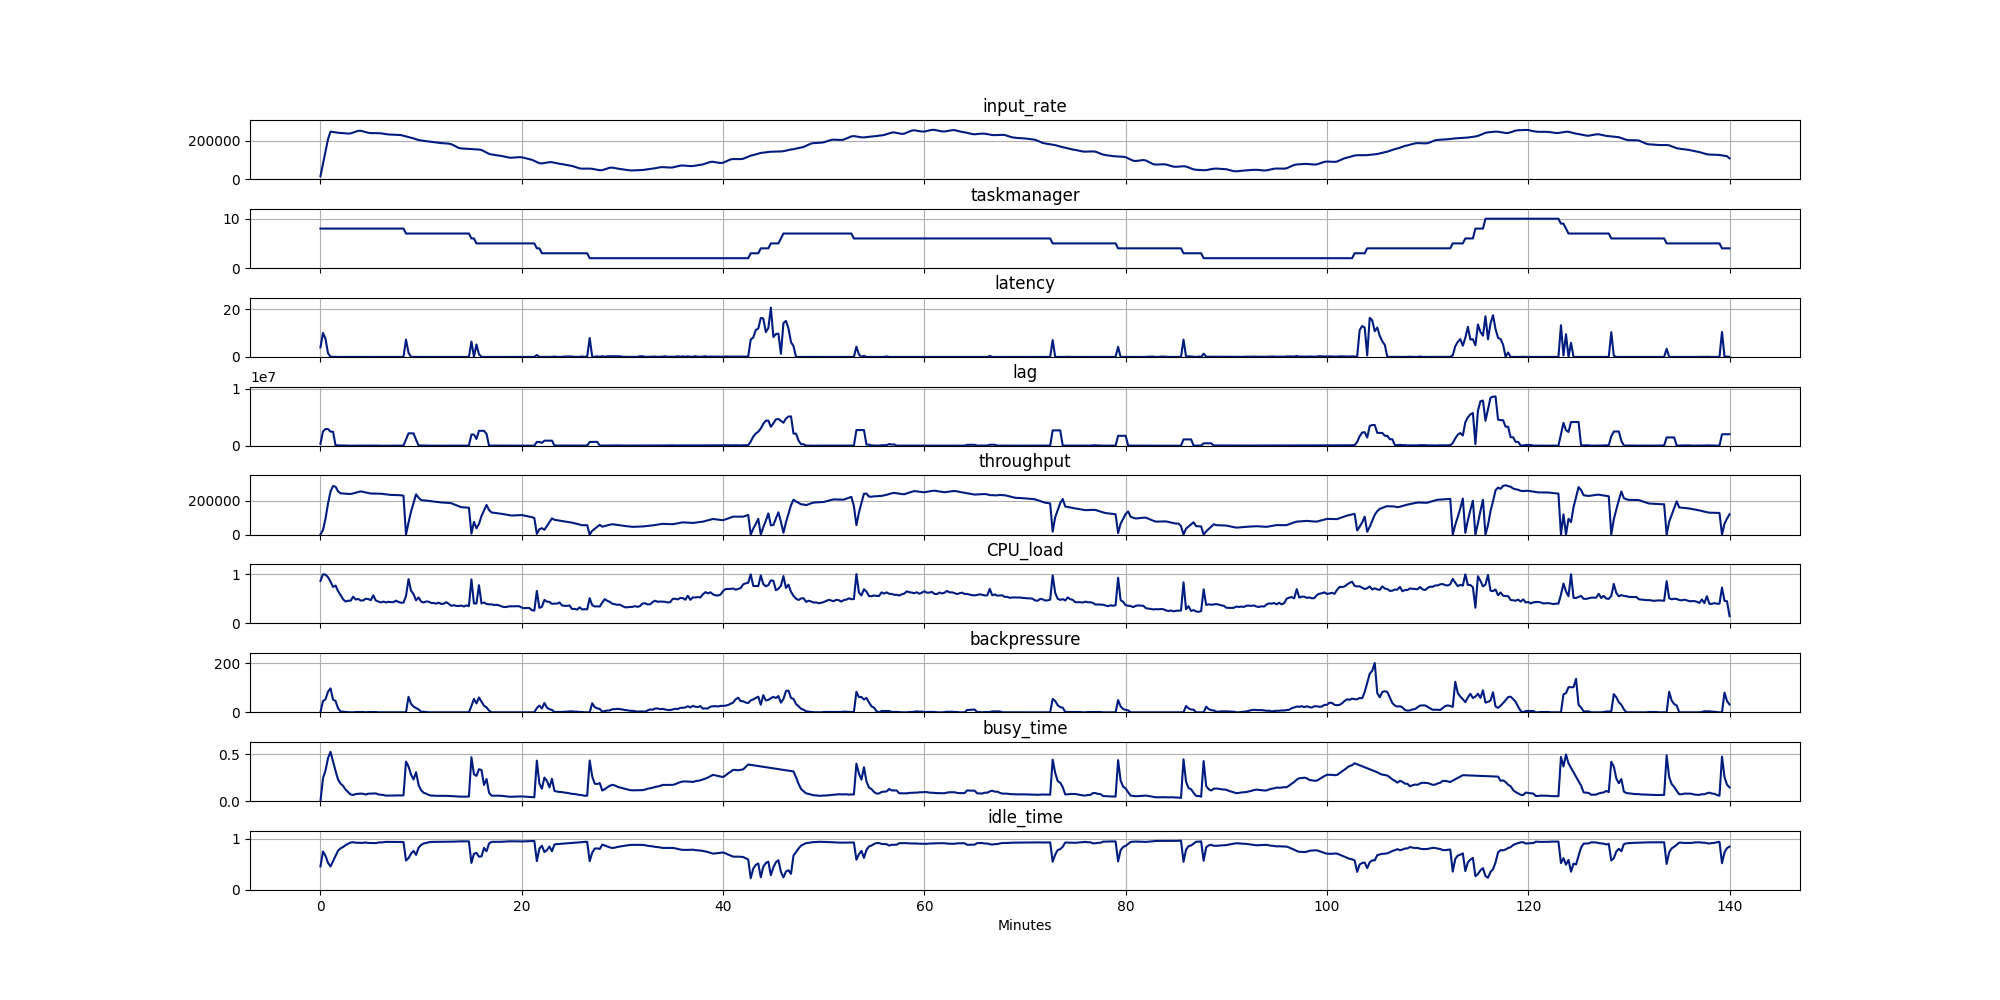 input_rate
200000
0
taskmanager
10
0
latency
20
0
lag
1e7
1
0
throughput
200000
0
CPU_load
1
0
backpressure
200
0
busy_time
0.5
0.0
idle_time
1
0
0 20 40 60 80 100 120 140
Minutes